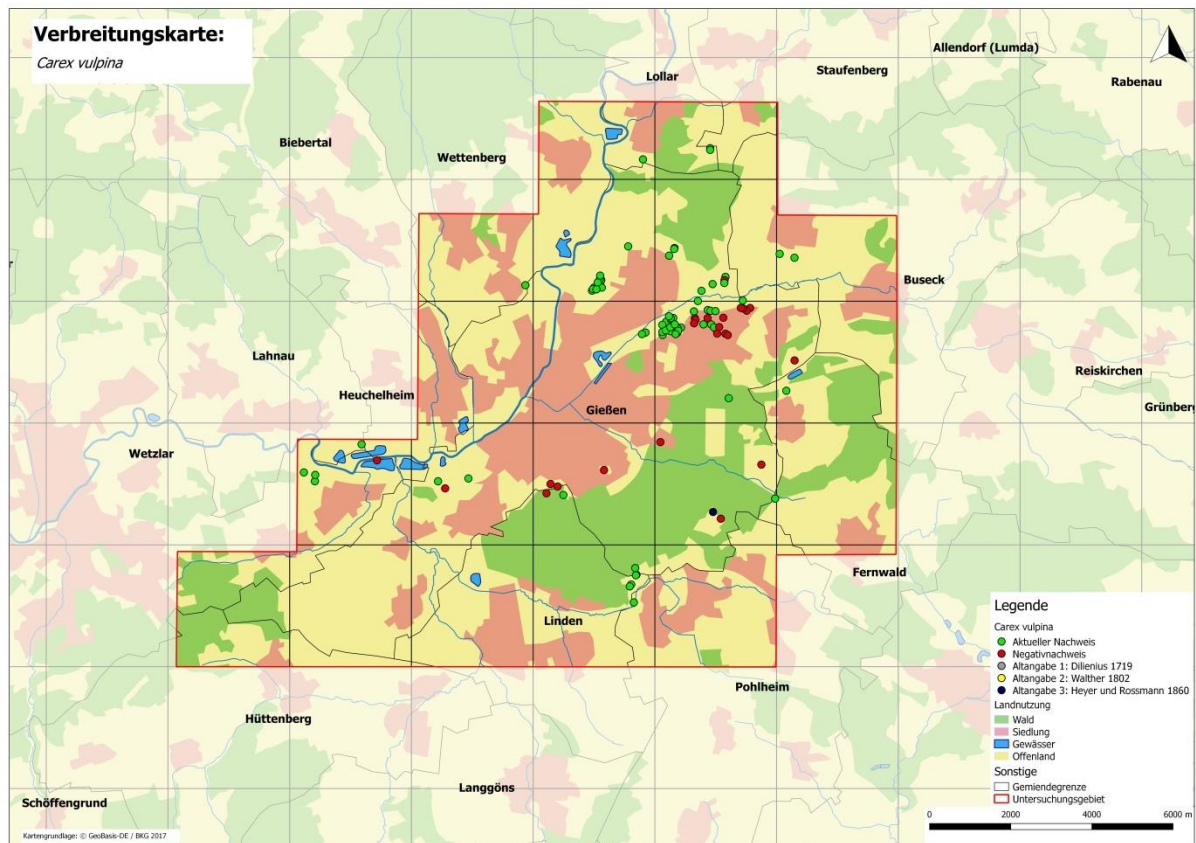 Verbreitungskarte:
Carex vulpina
Allendorf (Lumda)
Lollar
Staufenberg
Rabenau
Biebertal
Wettenberg
Buseck
Lahnau
Heuchelheim
Reiskirchen
Gießen
Grünberg
Wetzlar
Fernwald
Linden
Pohlheim
Hüttenberg
Langgöns
Schöffengrund
Legende
Carex vulpina
Aktueller Nachweis
Negativnachweis
Altangabe 1: Dilienius 1719
Altangabe 2: Walther 1802
Altangabe 3: Heyer und Rossmann 1860
Landnutzung
Wald
Siedlung
Gewässer
Offenland
Sonstige
Gemiendegrenze
Untersuchungsgebiet
0 2000 4000 6000 m
Kartengrundlage: © GeoBasis-DE / BKG 2017